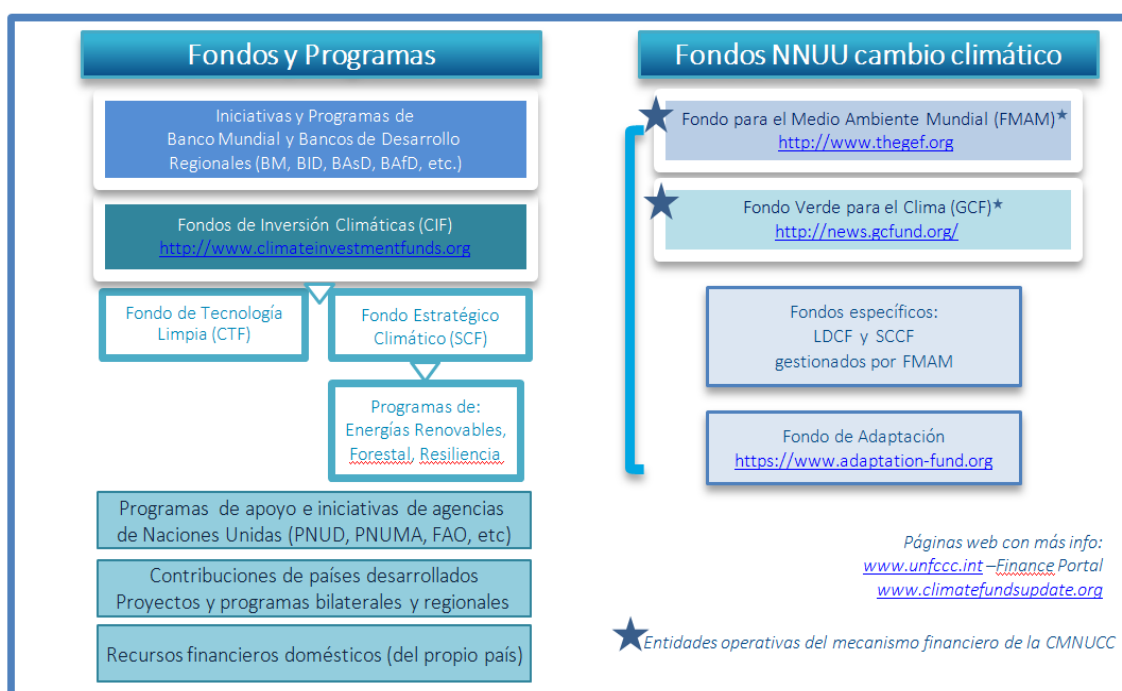 Fondos y Programas
Iniciativas y Programas de
Banco Mundial y Bancos de Desarrollo
Regionales (BM, BID, BAsD, BAfD, etc.)
Fondos de Inversión Climáticas (CIF)
http://www.climateinvestmentfunds.org
Fondo de Tecnología
Limpia (CTF)
Fondo Estratégico
Climático (SCF)
Programas de:
Energías Renovables,
Forestal, Resiliencia
Programas de apoyo e iniciativas de agencias
de Naciones Unidas (PNUD, PNUMA, FAO, etc)
Contribuciones de países desarrollados
Proyectos y programas bilaterales y regionales
Recursos financieros domésticos (del propio país)
Fondos NNUU cambio climático
Fondo para el Medio Ambiente Mundial (FMAM)★
http://www.thegef.org
Fondo Verde para el Clima (GCF)★
http://news.gcfund.org/
Fondos específicos:
LDCF y SCCF
gestionados por FMAM
Fondo de Adaptación
https://www.adaptation-fund.org
Páginas web con más info:
www.unfccc.int –Finance Portal
www.climatefundsupdate.org
Entidades operativas del mecanismo financiero de la CMNUCC